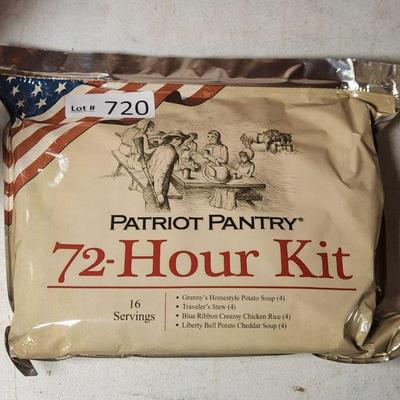 Lot # 720
PATRIOT PANTRY®
72-HOUR KIT
16
Servings
• Granny's Homestyle Potato Soup (4)
• Traveler's Stew (4)
• Blue Ribbon Creamy Chicken Rice (4)
• Liberty Bell Potato Cheddar Soup (4)